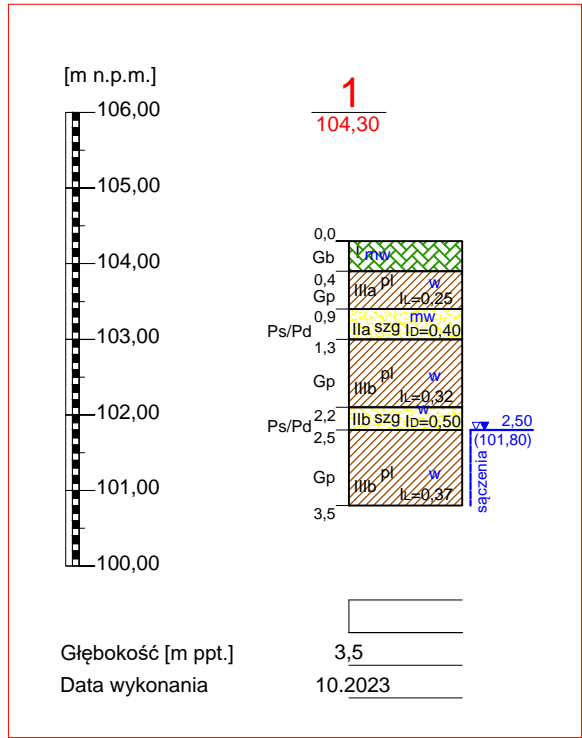 [m n.p.m.]
106,00
105,00
104,00
103,00
102,00
101,00
100,00
1
104,30
0,0
Gb
I mw
0,4
Gp
IIIa pl w
IL=0,25
0,9
Ps/Pd
mw
IIa szg ID=0,40
1,3
Gp
IIIb pl w
IL=0,32
2,2
Ps/Pd
w
IIb szg ID=0,50
2,5
Gp
IIIb pl w
IL=0,37
3,5
2,50
(101,80)
sączenia
Głębokość [m ppt.] 3,5
Data wykonania 10.2023